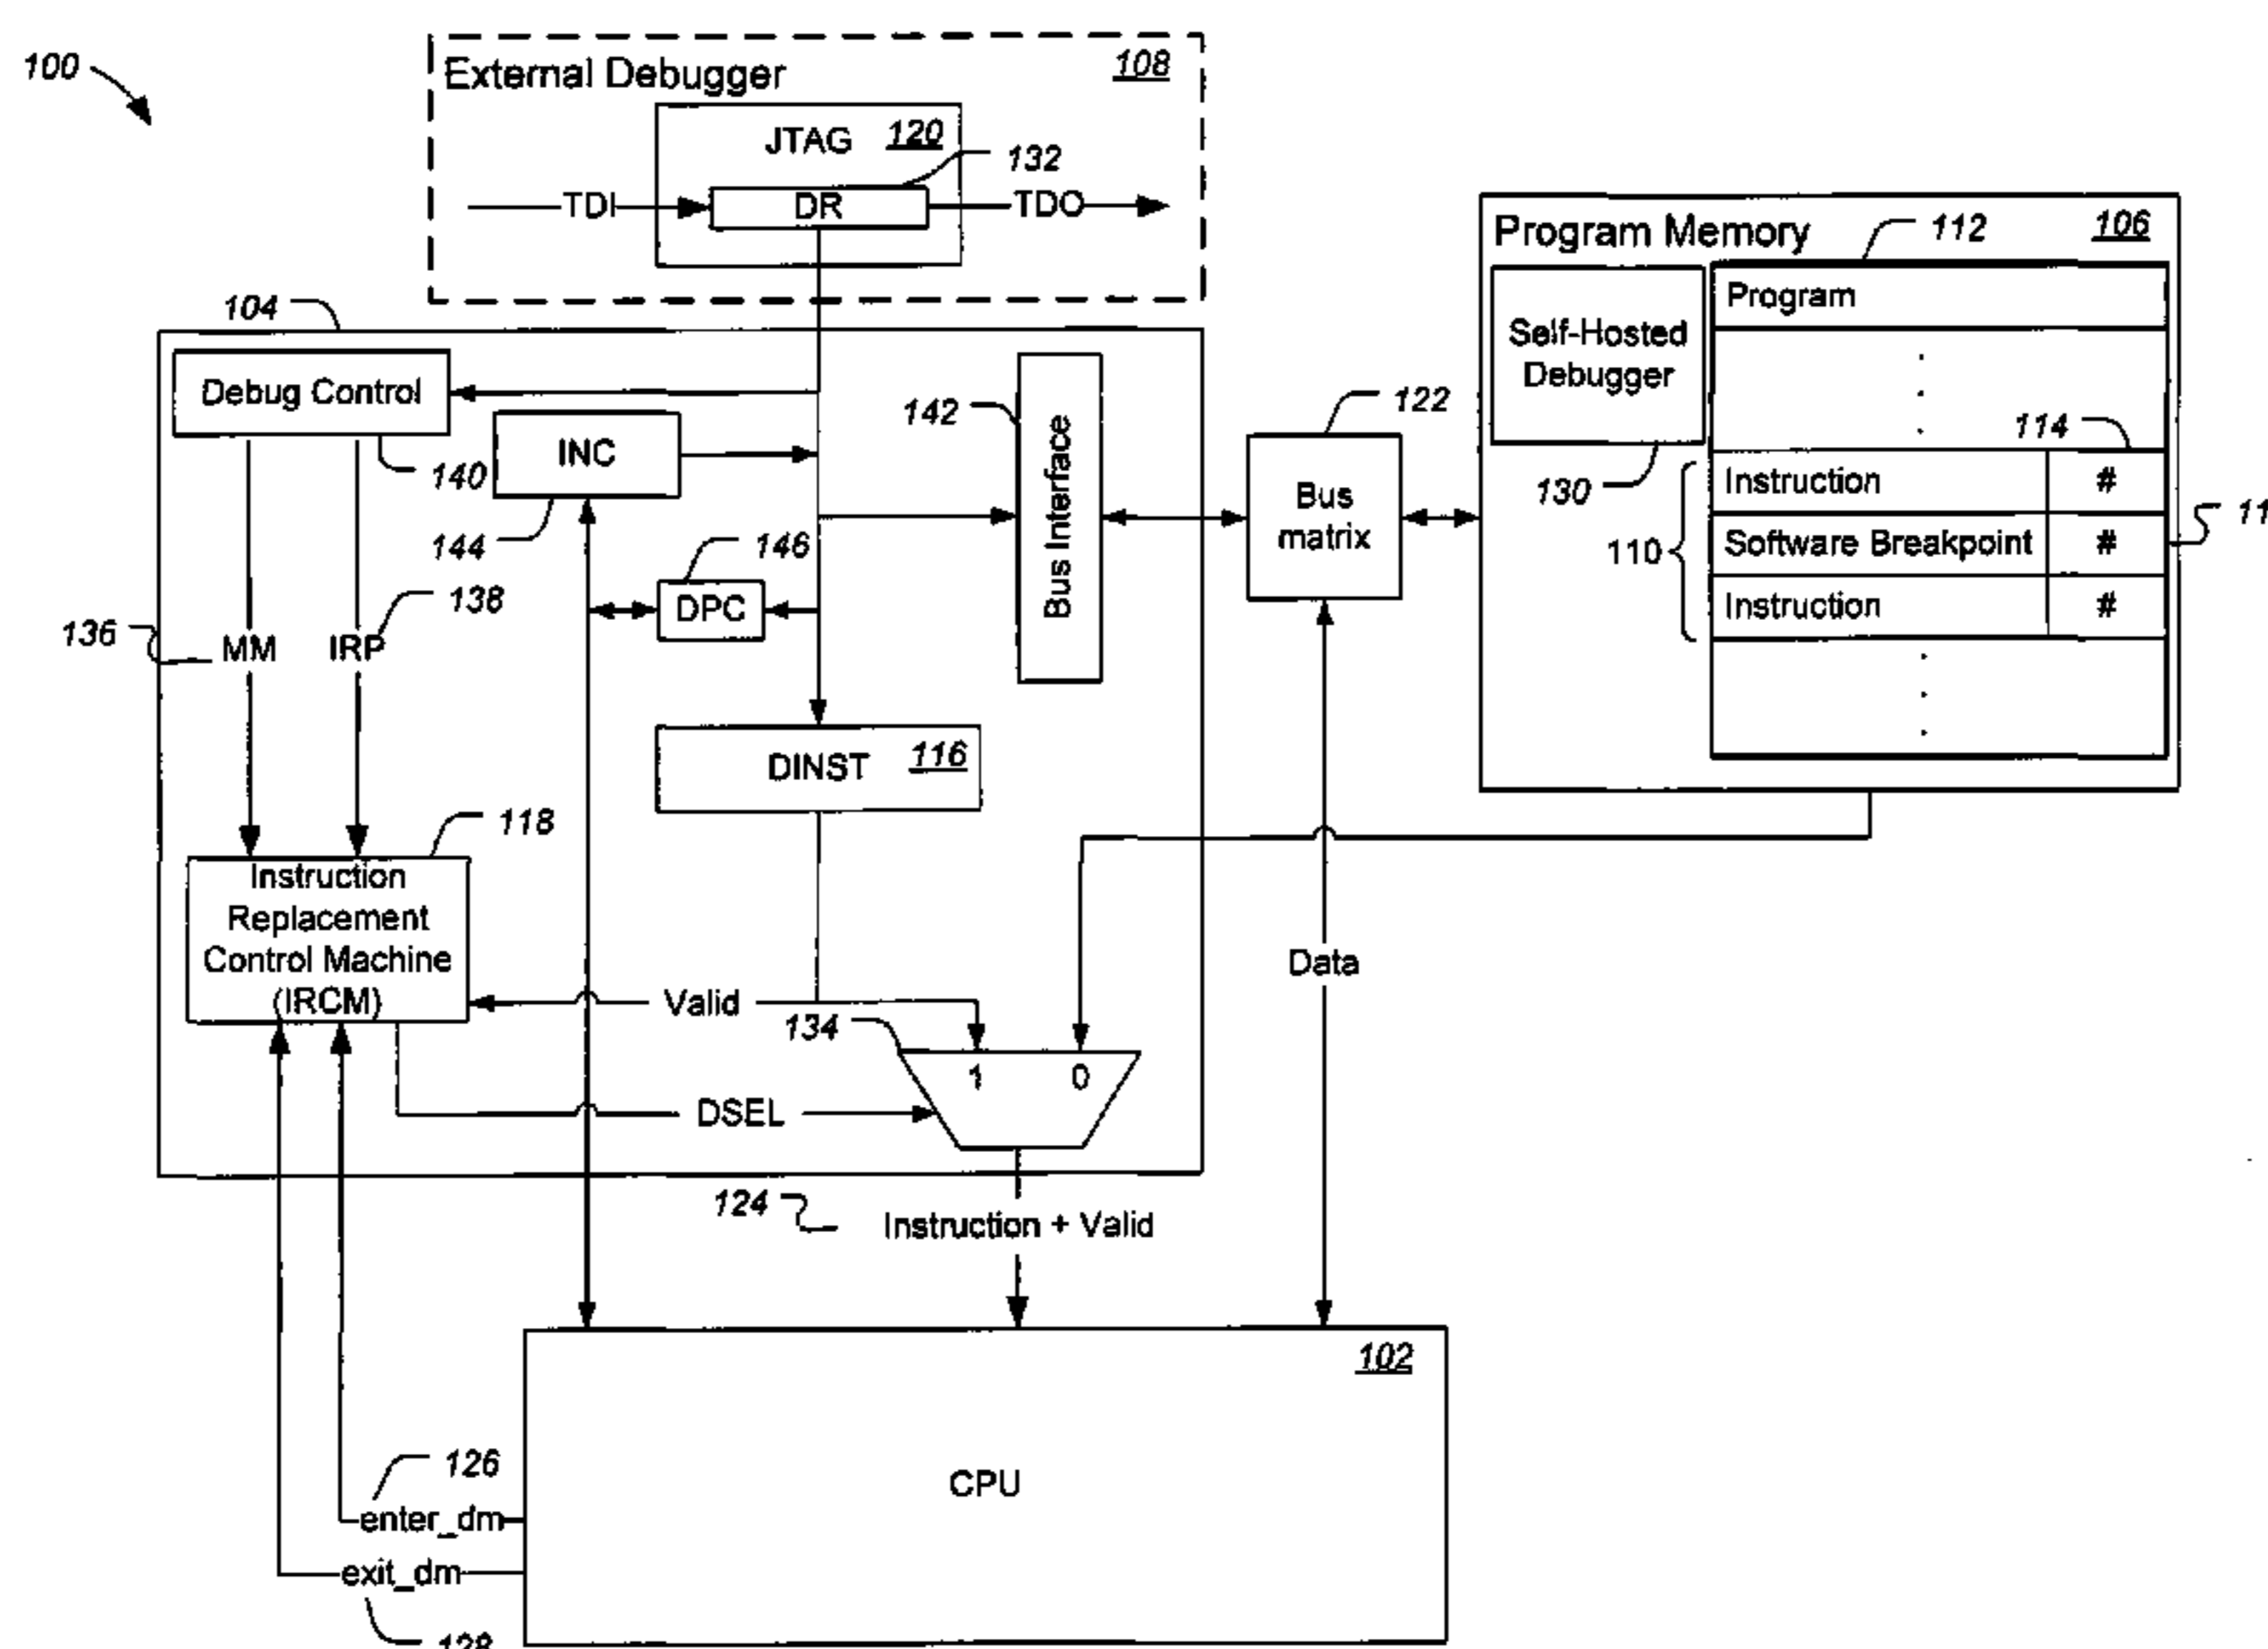 100
External Debugger
108
JTAG
120
132
TDI
DR
TDO
Program Memory
106
112
Program
Self-Hosted
Debugger
130
114
Instruction
#
110
Software Breakpoint
#
11
Instruction
#
104
Debug Control
140
INC
144
142
Bus Interface
122
Bus
matrix
146
DPC
136
MM
IRP
138
DINST
116
118
Instruction
Replacement
Control Machine
(IRCM)
Valid
134
1
0
DSEL
Data
124
Instruction + Valid
102
CPU
126
enter_dm
exit_dm
128